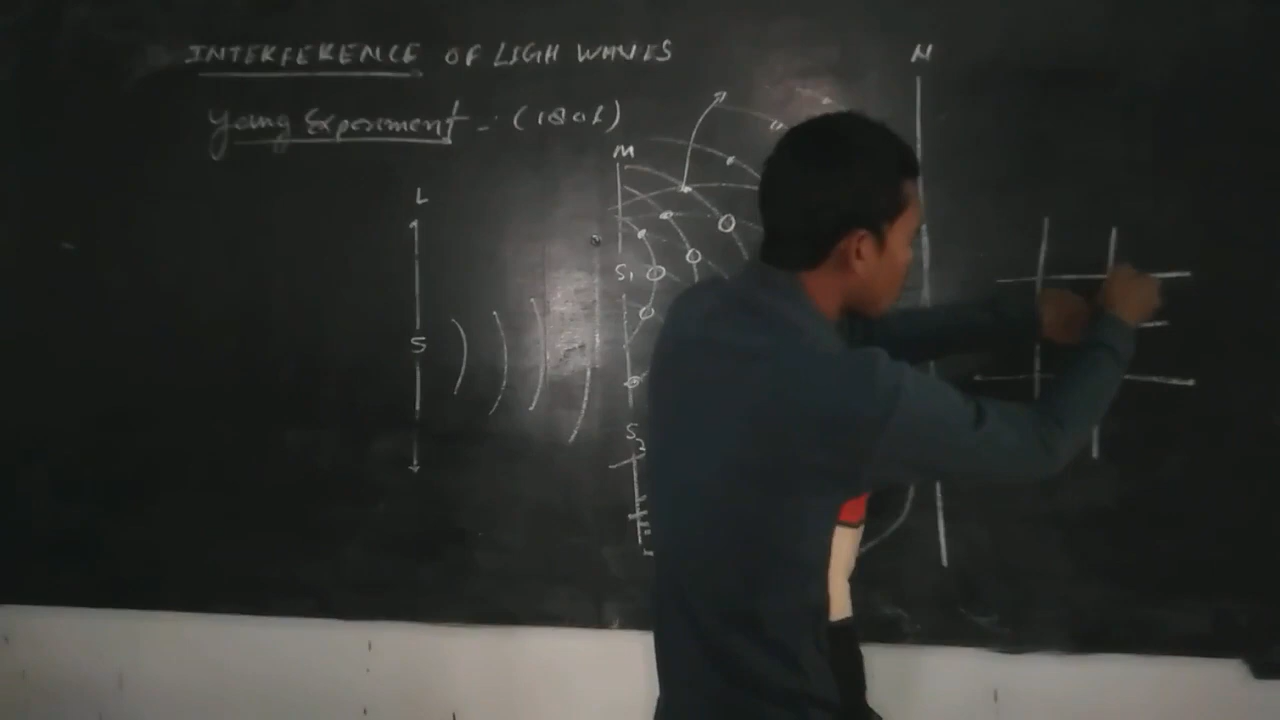 INTERFERENCE OF LIGH WAVES
Young Experiment :- (1801)
N
M
L
S1
S
S2